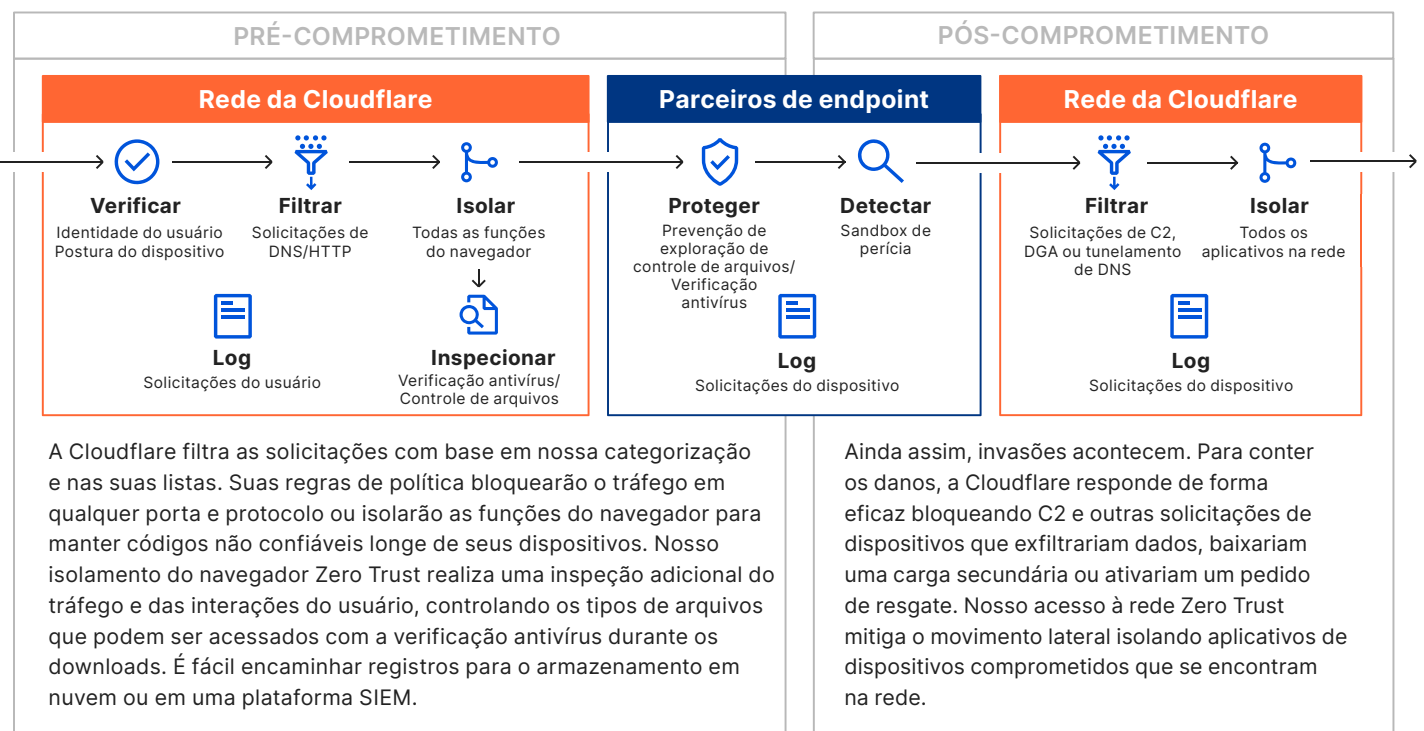 PRÉ-COMPROMETIMENTO
PÓS-COMPROMETIMENTO
Rede da Cloudflare
Verificar
Identidade do usuário
Postura do dispositivo
Filtrar
Solicitações de
DNS/HTTP
Isolar
Todas as funções
do navegador
Log
Solicitações do usuário
Inspecionar
Verificação antivírus/
Controle de arquivos
Parceiros de endpoint
Proteger
Prevenção de
exploração de
controle de arquivos/
Verificação
antivírus
Detectar
Sandbox de
perícia
Log
Solicitações do dispositivo
Rede da Cloudflare
Filtrar
Solicitações de C2,
DGA ou tunelamento
de DNS
Isolar
Todos os
aplicativos na rede
Log
Solicitações do dispositivo
A Cloudflare filtra as solicitações com base em nossa categorização
e nas suas listas. Suas regras de política bloquearão o tráfego em
qualquer porta e protocolo ou isolarão as funções do navegador para
manter códigos não confiáveis longe de seus dispositivos. Nosso
isolamento do navegador Zero Trust realiza uma inspeção adicional do
tráfego e das interações do usuário, controlando os tipos de arquivos
que podem ser acessados com a verificação antivírus durante os
downloads. É fácil encaminhar registros para o armazenamento em
nuvem ou em uma plataforma SIEM.
Ainda assim, invasões acontecem. Para conter
os danos, a Cloudflare responde de forma
eficaz bloqueando C2 e outras solicitações de
dispositivos que exfiltrariam dados, baixariam
uma carga secundária ou ativariam um pedido
de resgate. Nosso acesso à rede Zero Trust
mitiga o movimento lateral isolando aplicativos de
dispositivos comprometidos que se encontram
na rede.